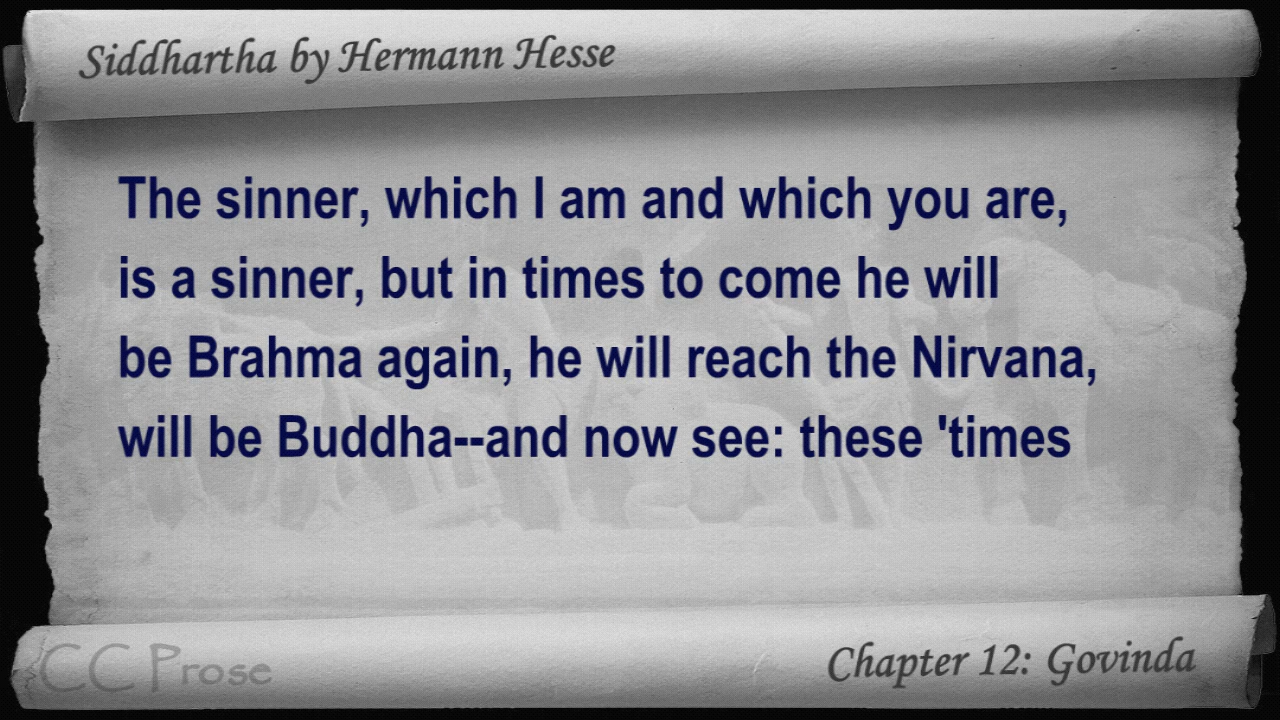 Siddhartha by Hermann Hesse
The sinner, which I am and which you are,
is a sinner, but in times to come he will
be Brahma again, he will reach the Nirvana,
will be Buddha--and now see: these 'times
CC Prose
Chapter 12: Govinda